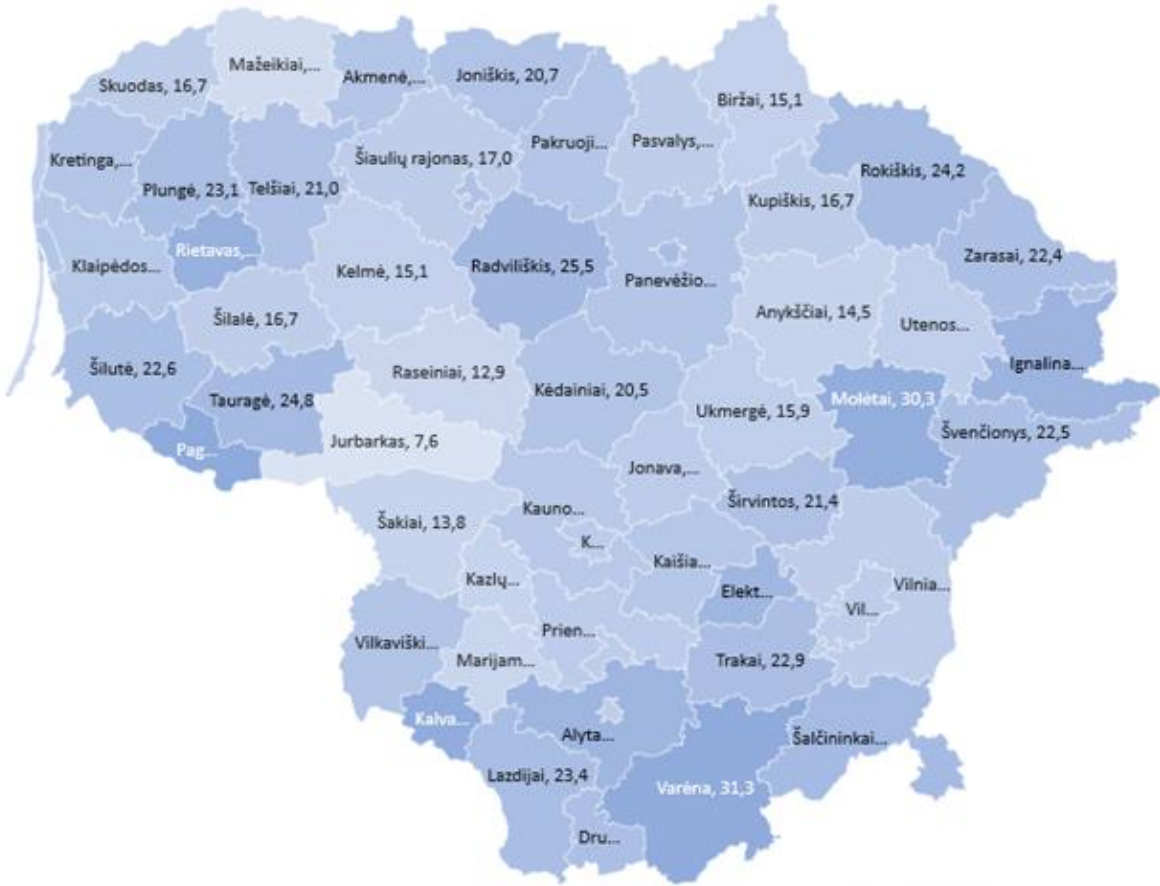 Mažeikiai,...
Skuodas, 16,7
Akmenė,...
Joniškis, 20,7
Biržai, 15,1
Kretinga,...
Šiaulių rajonas, 17,0
Pakruoji...
Pasvalys,...
Plungė, 23,1
Telšiai, 21,0
Rokiškis, 24,2
Kupiškis, 16,7
Rietavas,...
Klaipėdos...
Kelmė, 15,1
Radviliškis, 25,5
Panevėžio...
Zarasai, 22,4
Šilalė, 16,7
Anykščiai, 14,5
Utenos...
Šilutė, 22,6
Raseiniai, 12,9
Ignalina...
Tauragė, 24,8
Kėdainiai, 20,5
Ukmergė, 15,9
Molėtai, 30,3
Švenčionys, 22,5
Pag...
Jurbarkas, 7,6
Jonava,...
Širvintos, 21,4
Šakiai, 13,8
Kauno...
K...
Kaišia...
Kazlų...
Elekt...
Vilnia...
Vil...
Vilkaviški...
Prien...
Marijam...
Trakai, 22,9
Kalva...
Alyta...
Šalčininkai...
Lazdijai, 23,4
Varėna, 31,3
Dru...